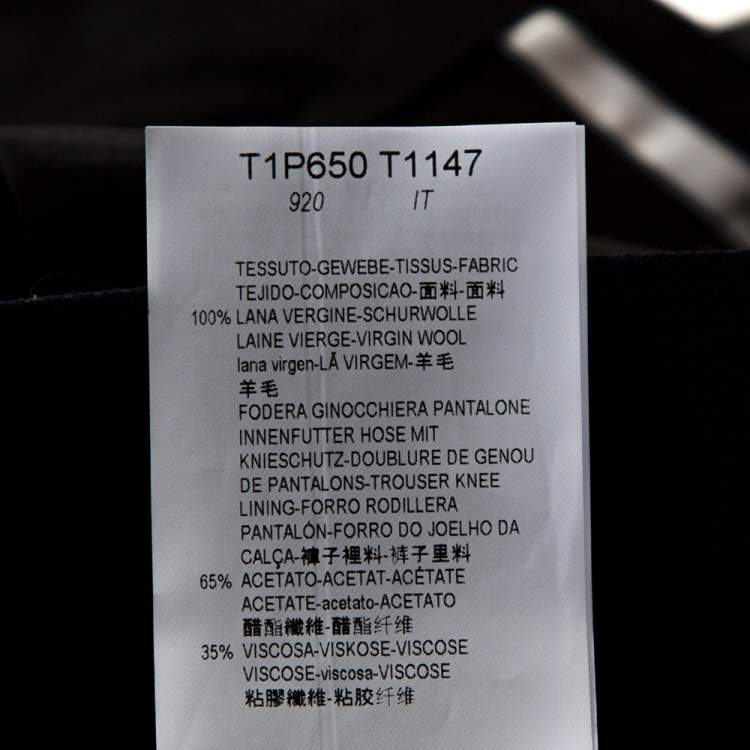 T1P650 T1147
920 IT
TESSUTO-GEWEBE-TISSUS-FABRIC
TEJIDO-COMPOSICAO-面料-面料
100% LANA VERGINE-SCHURWOLLE
LAINE VIERGE-VIRGIN WOOL
lana virgen-LÃ VIRGEM-羊毛
羊毛
FODERA GINOCCHIERA PANTALONE
INNENFUTTER HOSE MIT
KNIESCHUTZ-DOUBLURE DE GENOU
DE PANTALONS-TROUSER KNEE
LINING-FORRO RODILLERA
PANTALÓN-FORRO DO JOELHO DA
CALÇA-褲子裡料-裤子里料
65% ACETATO-ACETAT-ACÉTATE
ACETATE-acetato-ACETATO
醋酯纖維-醋酯纤维
35% VISCOSA-VISKOSE-VISCOSE
VISCOSE-viscosa-VISCOSE
粘膠纖維-粘胶纤维